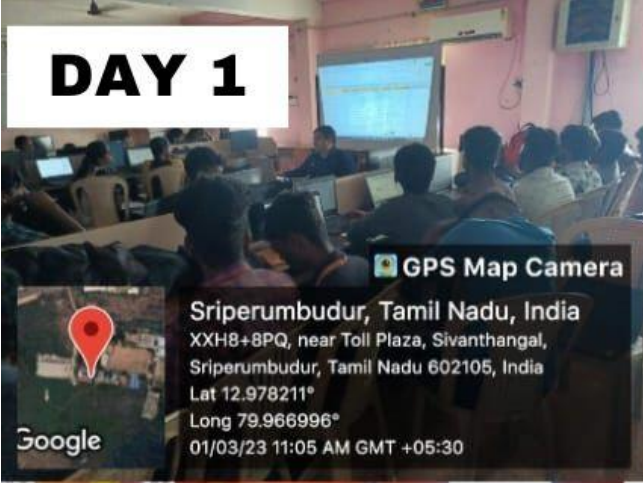 DAY 1
GPS Map Camera
Sriperumbudur, Tamil Nadu, India
XXH8+8PQ, near Toll Plaza, Sivanthangal,
Sriperumbudur, Tamil Nadu 602105, India
Lat 12.978211°
Long 79.966996°
01/03/23 11:05 AM GMT +05:30
Google